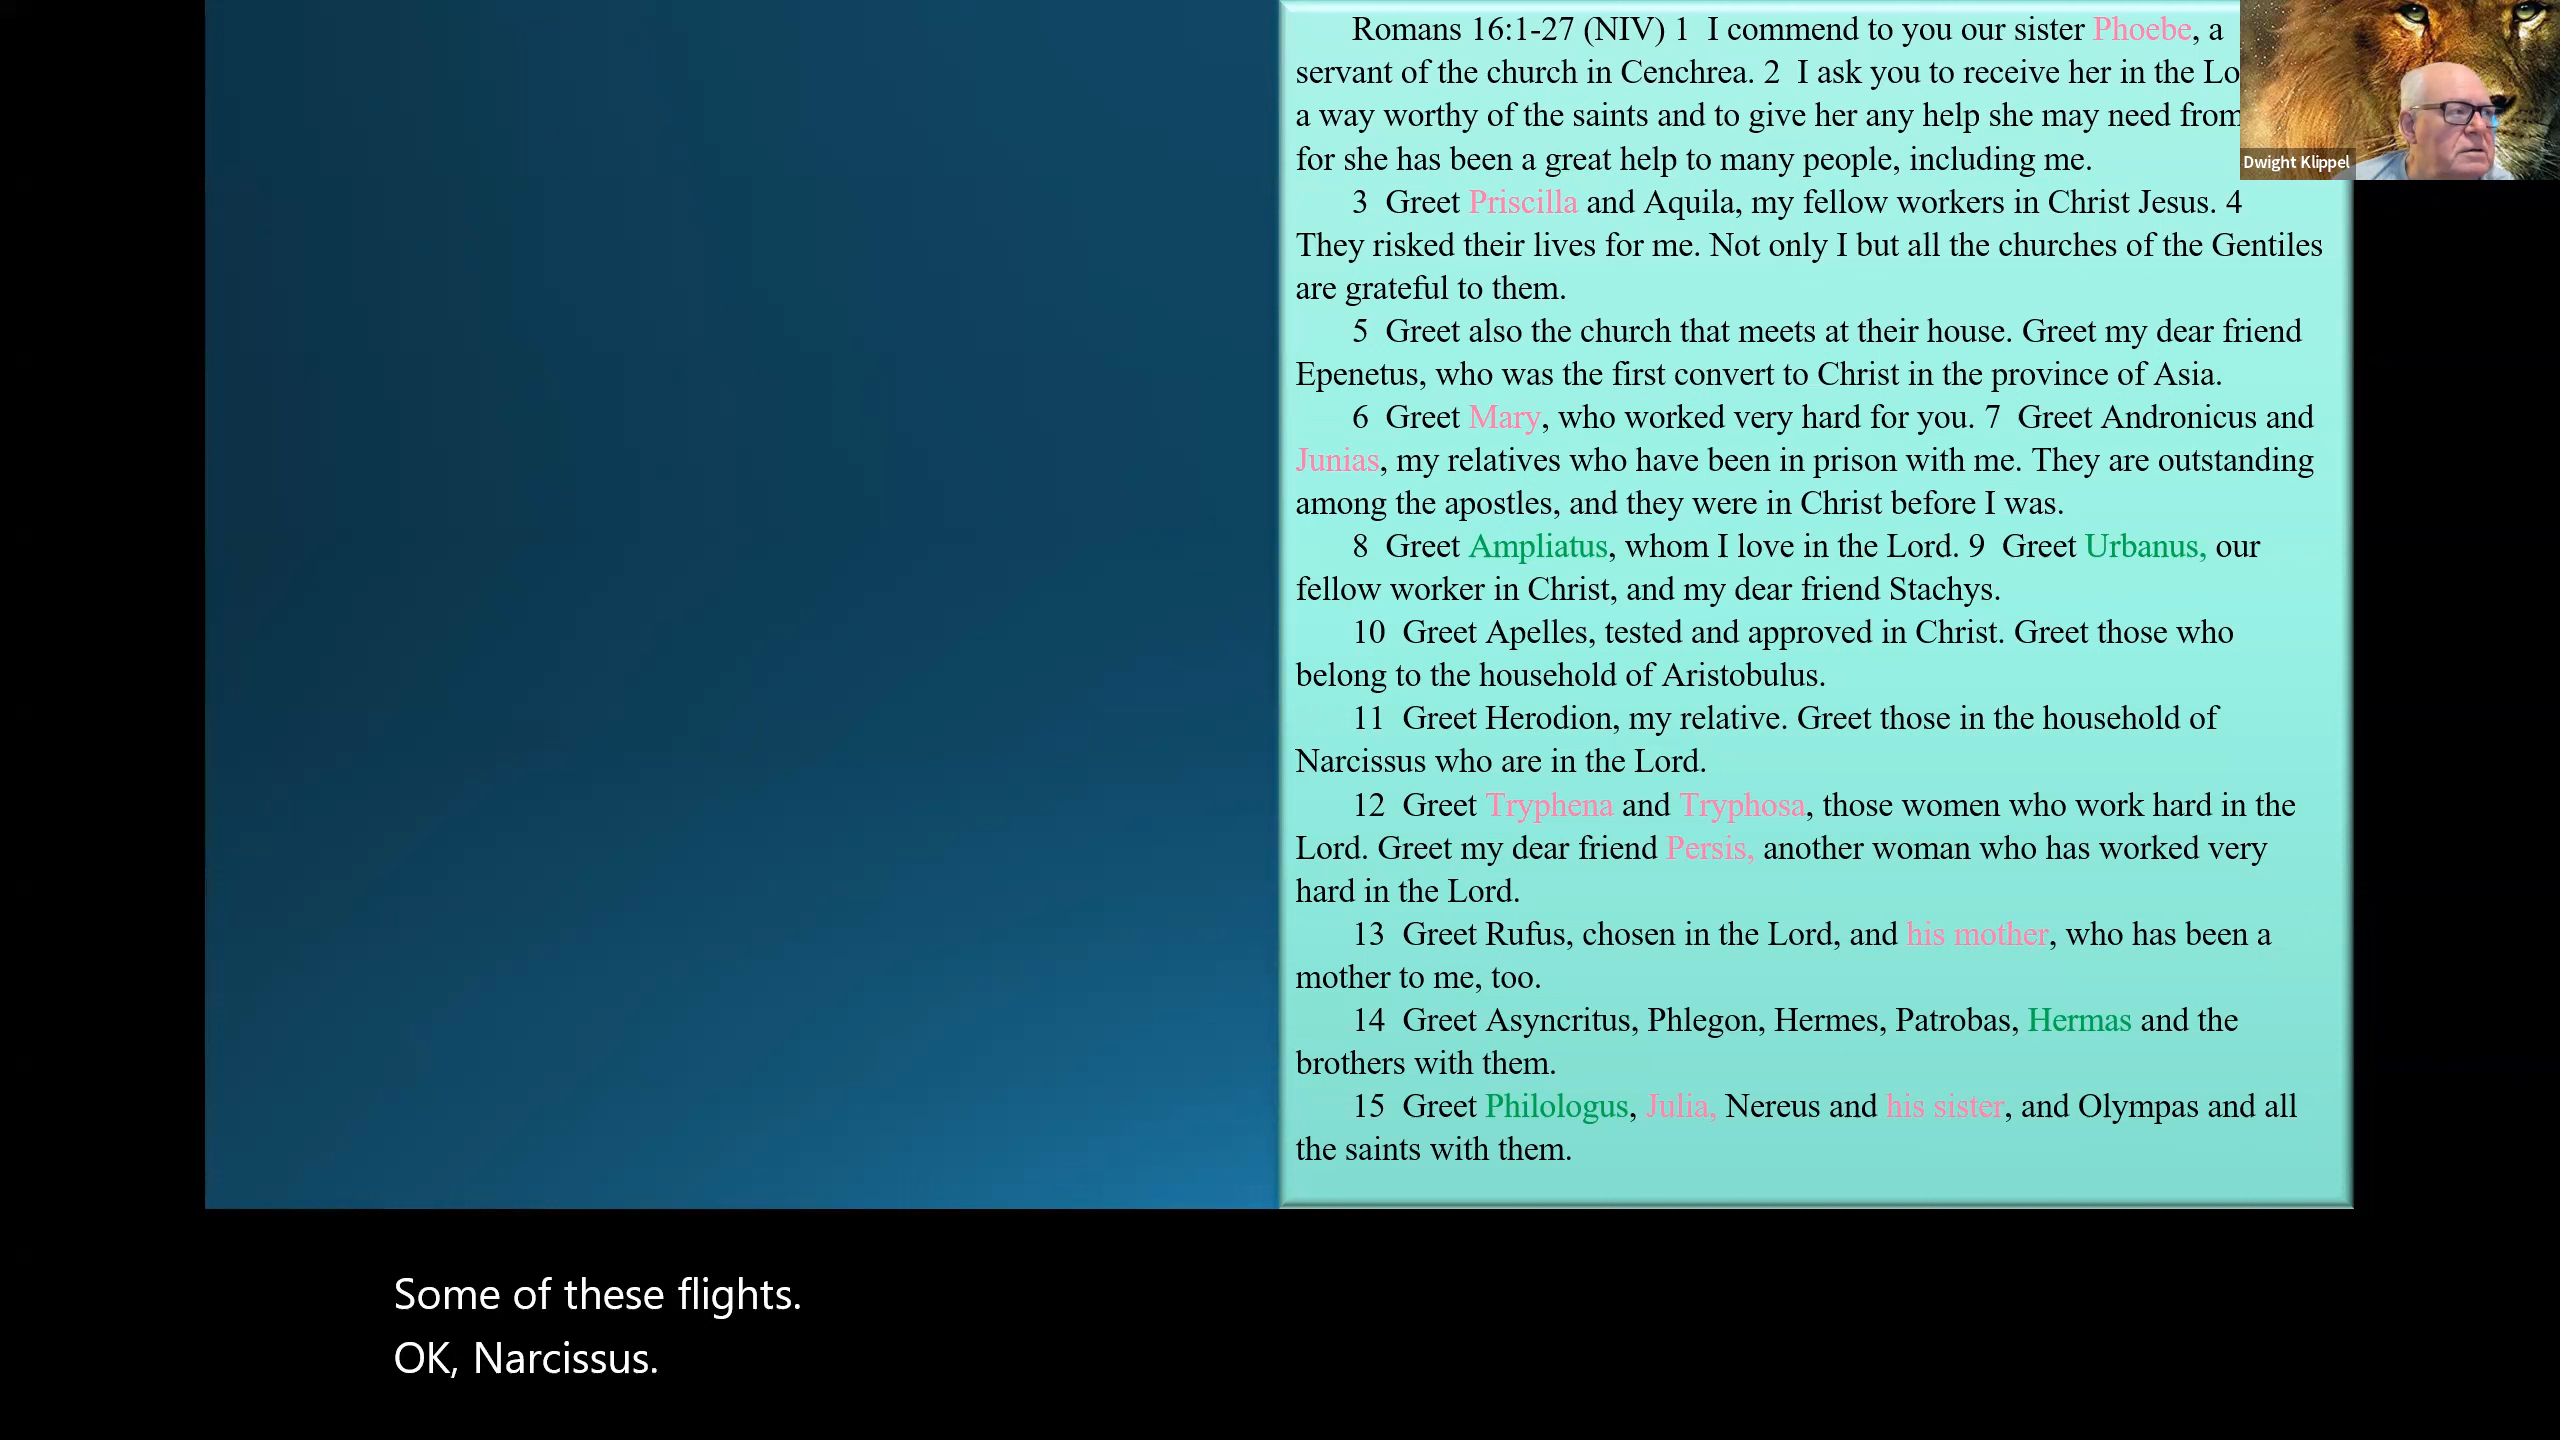 Romans 16:1-27 (NIV) 1 I commend to you our sister Phoebe, a
servant of the church in Cenchrea. 2 I ask you to receive her in the Lo
a way worthy of the saints and to give her any help she may need from
for she has been a great help to many people, including me.
3 Greet Priscilla and Aquila, my fellow workers in Christ Jesus. 4
They risked their lives for me. Not only I but all the churches of the Gentiles
are grateful to them.
5 Greet also the church that meets at their house. Greet my dear friend
Epenetus, who was the first convert to Christ in the province of Asia.
6 Greet Mary, who worked very hard for you. 7 Greet Andronicus and
Junias, my relatives who have been in prison with me. They are outstanding
among the apostles, and they were in Christ before I was.
8 Greet Ampliatus, whom I love in the Lord. 9 Greet Urbanus, our
fellow worker in Christ, and my dear friend Stachys.
10 Greet Apelles, tested and approved in Christ. Greet those who
belong to the household of Aristobulus.
11 Greet Herodion, my relative. Greet those in the household of
Narcissus who are in the Lord.
12 Greet Tryphena and Tryphosa, those women who work hard in the
Lord. Greet my dear friend Persis, another woman who has worked very
hard in the Lord.
13 Greet Rufus, chosen in the Lord, and his mother, who has been a
mother to me, too.
14 Greet Asyncritus, Phlegon, Hermes, Patrobas, Hermas and the
brothers with them.
15 Greet Philologus, Julia, Nereus and his sister, and Olympas and all
the saints with them.
Dwight Klippel
Some of these flights.
OK, Narcissus.